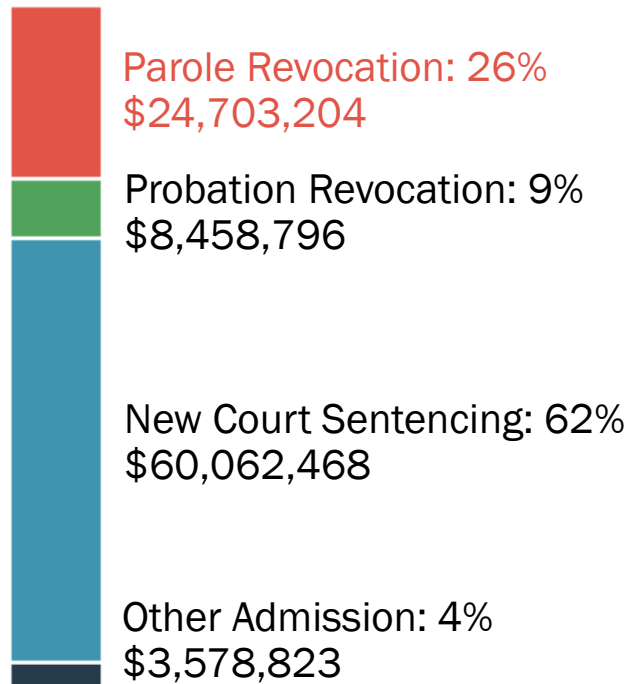 Parole Revocation: 26%
$24,703,204
Probation Revocation: 9%
$8,458,796
New Court Sentencing: 62%
$60,062,468
Other Admission: 4%
$3,578,823